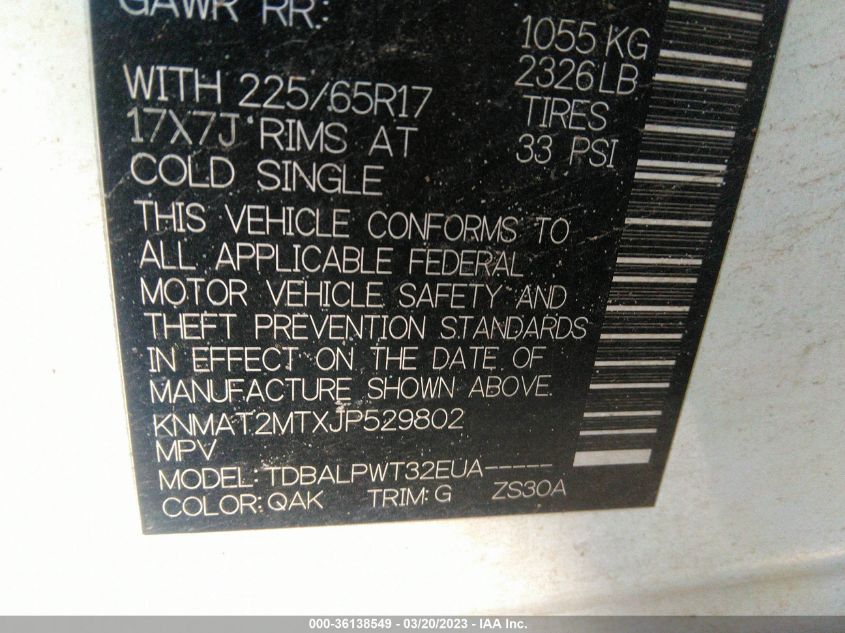 GAWR RR:
1055 KG
2326LB
WITH 225/65R17 TIRES
17X7J RIMS AT 33 PSI
COLD SINGLE
THIS VEHICLE CONFORMS TO
ALL APPLICABLE FEDERAL
MOTOR VEHICLE SAFETY AND
THEFT PREVENTION STANDARDS
IN EFFECT ON THE DATE OF
MANUFACTURE SHOWN ABOVE.
KNMAT2MTXJP529802
MPV
MODEL: TDBALPWT32EUA-----
COLOR: QAK TRIM: G ZS30A
000-36138549 - 03/20/2023 - IAA Inc.